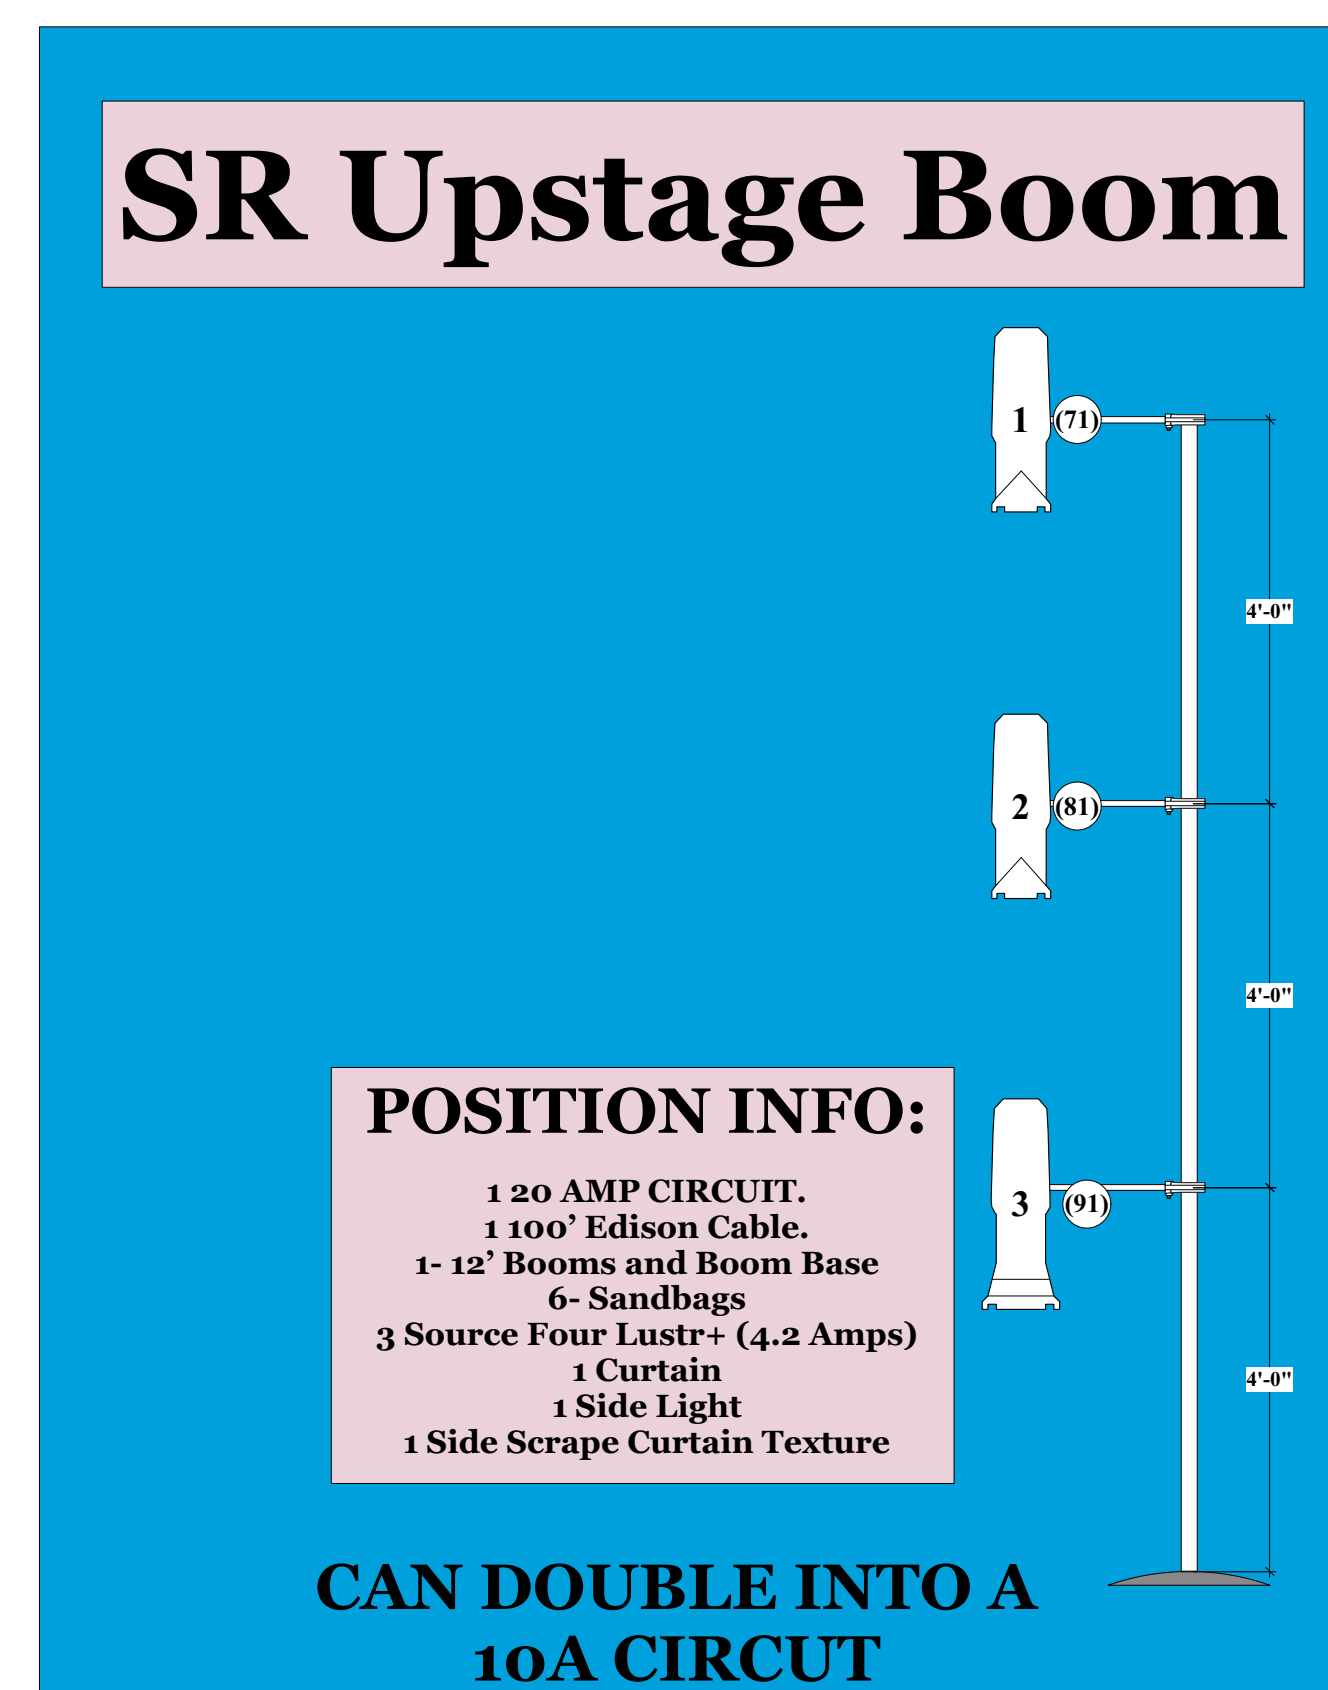 SR Upstage Boom
1 (71)
4'-0"
2 (81)
4'-0"
POSITION INFO:
1 20 AMP CIRCUIT.
1 100’ Edison Cable.
1- 12’ Booms and Boom Base
6- Sandbags
3 Source Four Lustr+ (4.2 Amps)
1 Curtain
1 Side Light
1 Side Scrape Curtain Texture
3 (91)
4'-0"
CAN DOUBLE INTO A
10A CIRCUT